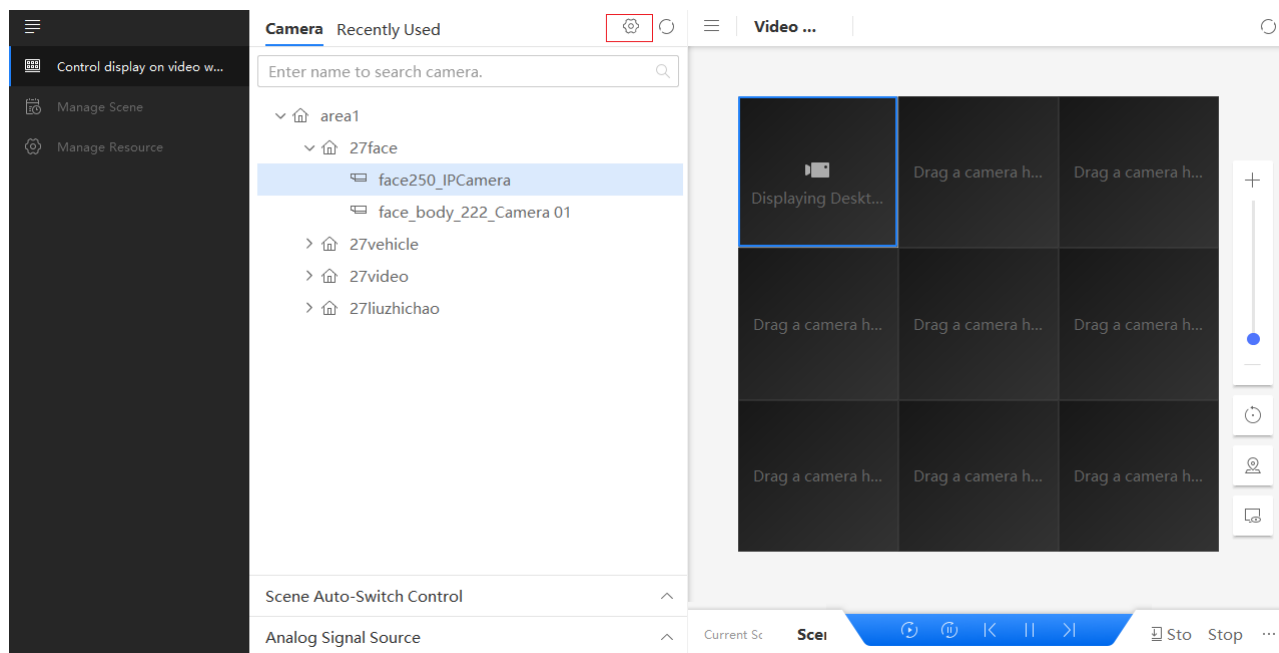 Control display on video w...
Manage Scene
Manage Resource
Camera Recently Used
Enter name to search camera.
area1
27face
face250_IPCamera
face_body_222_Camera 01
27vehicle
27video
27liuzhichao
Scene Auto-Switch Control
Analog Signal Source
Video ...
Displaying Deskt...
Drag a camera h...
Drag a camera h...
Drag a camera h...
Drag a camera h...
Drag a camera h...
Drag a camera h...
Drag a camera h...
Drag a camera h...
Current Sc Scen Sto Stop ...